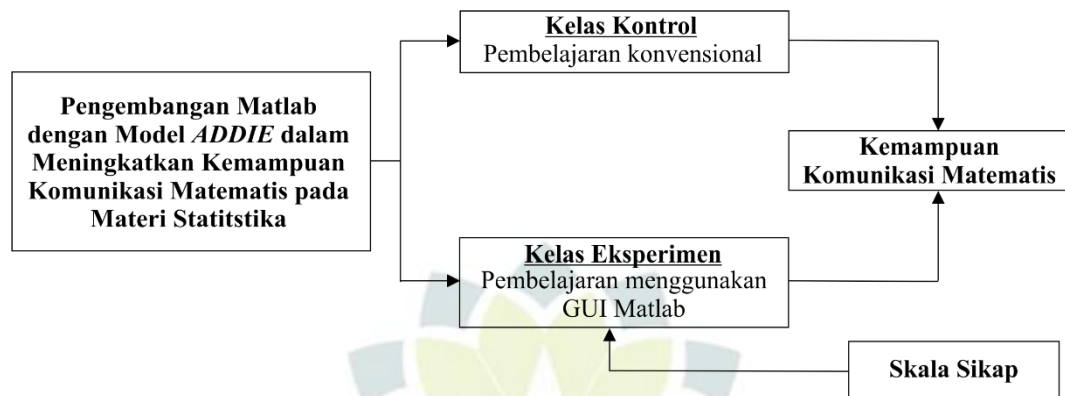 Pengembangan Matlab
dengan Model ADDIE dalam
Meningkatkan Kemampuan
Komunikasi Matematis pada
Materi Statitstika
Kelas Kontrol
Pembelajaran konvensional
Kelas Eksperimen
Pembelajaran menggunakan
GUI Matlab
Kemampuan
Komunikasi Matematis
Skala Sikap